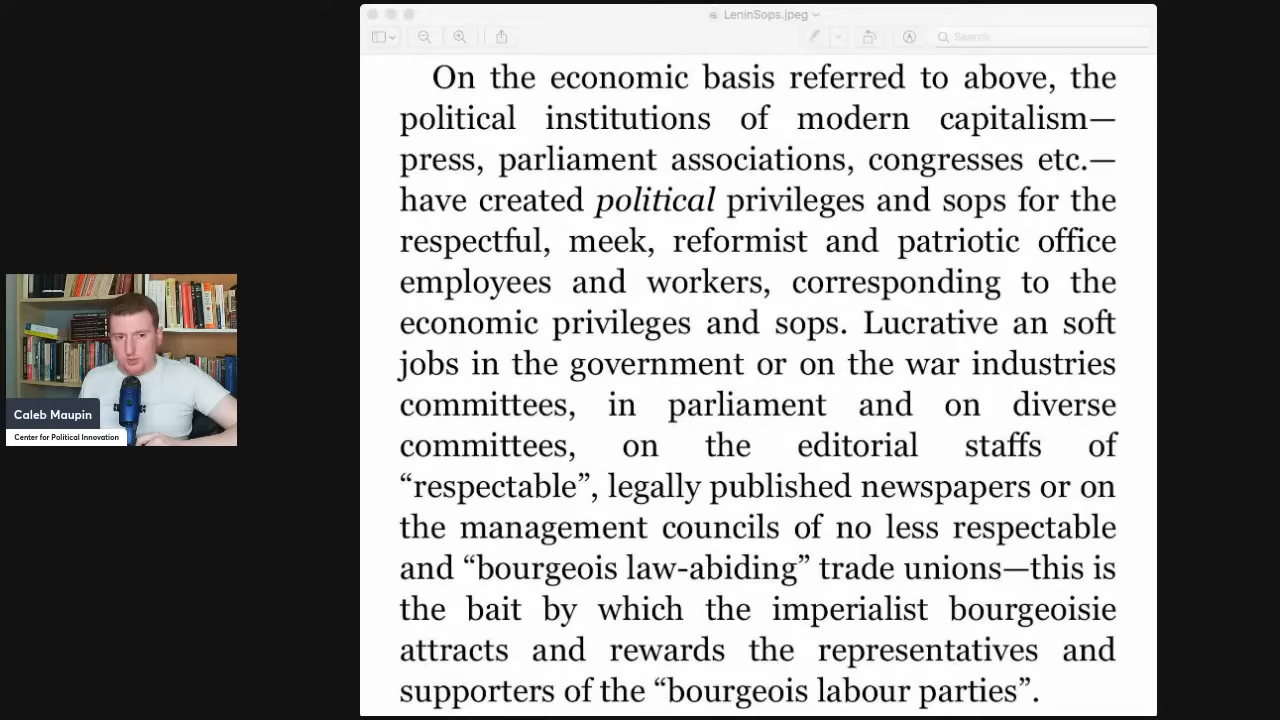 LeninSops.jpeg
Search
On the economic basis referred to above, the
political institutions of modern capitalism—
press, parliament associations, congresses etc.—
have created political privileges and sops for the
respectful, meek, reformist and patriotic office
employees and workers, corresponding to the
economic privileges and sops. Lucrative an soft
jobs in the government or on the war industries
committees, in parliament and on diverse
committees, on the editorial staffs of
“respectable”, legally published newspapers or on
the management councils of no less respectable
and “bourgeois law-abiding” trade unions—this is
the bait by which the imperialist bourgeoisie
attracts and rewards the representatives and
supporters of the “bourgeois labour parties”.
Caleb Maupin
Center for Political Innovation